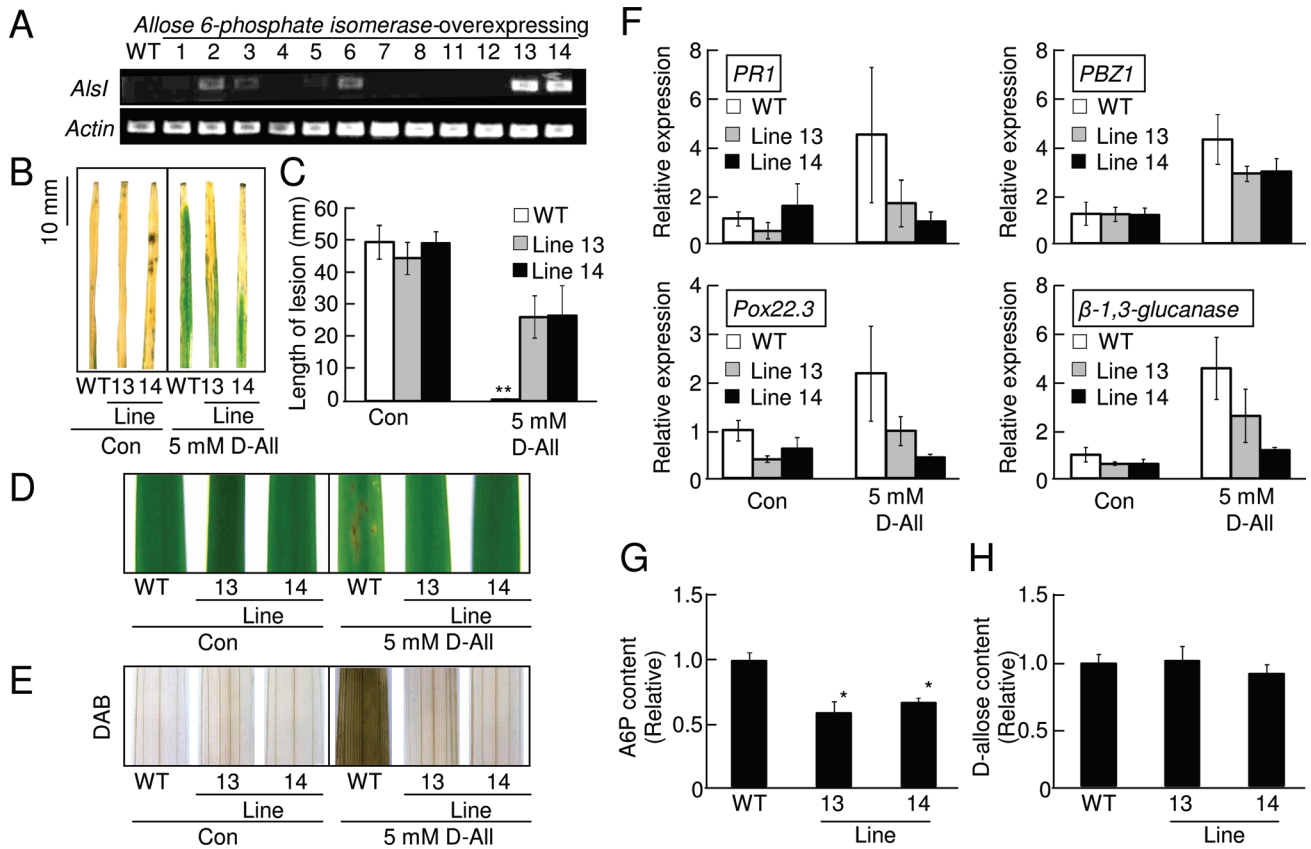 A
Allose 6-phosphate isomerase-overexpressing
WT 1 2 3 4 5 6 7 8 11 12 13 14
AlsI
Actin
B
10 mm
WT 13 14 WT 13 14
Line Line
Con 5 mM D-All
C
Length of lesion (mm)
60
50
40
30
20
10
0
WT
Line 13
Line 14
**
Con 5 mM
D-All
D
WT 13 14 WT 13 14
Line Line
Con 5 mM D-All
E
DAB
WT 13 14 WT 13 14
Line Line
Con 5 mM D-All
F
Relative expression
8
6
4
2
0
PR1
WT
Line 13
Line 14
Relative expression
8
6
4
2
0
PBZ1
WT
Line 13
Line 14
Relative expression
4
3
2
1
0
Pox22.3
WT
Line 13
Line 14
Con 5 mM
D-All
Relative expression
8
6
4
2
0
β-1,3-glucanase
WT
Line 13
Line 14
Con 5 mM
D-All
G
A6P content
(Relative)
1.5
1.0
0.5
0
* *
WT 13 14
Line
H
D-allose content
(Relative)
1.5
1.0
0.5
0
WT 13 14
Line